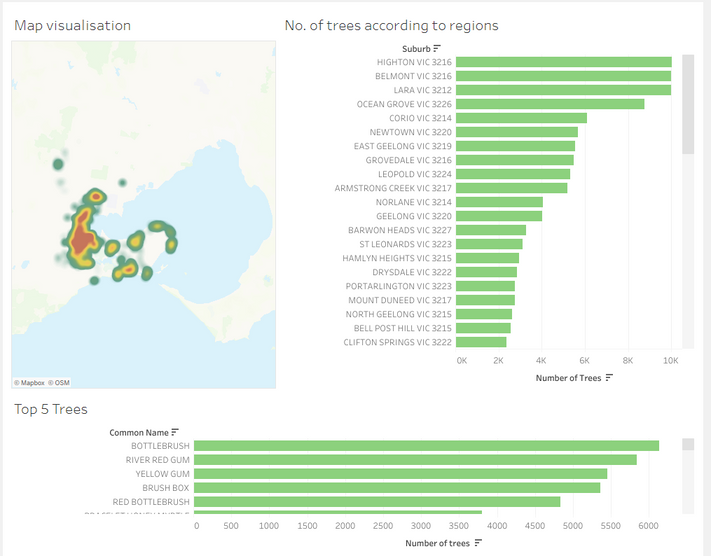 Map visualisation
No. of trees according to regions
Suburb
HIGHTON VIC 3216
BELMONT VIC 3216
LARA VIC 3212
OCEAN GROVE VIC 3226
CORIO VIC 3214
NEWTOWN VIC 3220
EAST GEELONG VIC 3219
GROVEDALE VIC 3216
LEOPOLD VIC 3224
ARMSTRONG CREEK VIC 3217
NORLANE VIC 3214
GEELONG VIC 3220
BARWON HEADS VIC 3227
ST LEONARDS VIC 3223
HAMLYN HEIGHTS VIC 3215
DRYSDALE VIC 3222
PORTARLINGTON VIC 3223
MOUNT DUNEED VIC 3217
NORTH GEELONG VIC 3215
BELL POST HILL VIC 3215
CLIFTON SPRINGS VIC 3222
0K 2K 4K 6K 8K 10K
Number of Trees
© Mapbox © OSM
Top 5 Trees
Common Name
BOTTLEBRUSH
RIVER RED GUM
YELLOW GUM
BRUSH BOX
RED BOTTLEBRUSH
0 500 1000 1500 2000 2500 3000 3500 4000 4500 5000 5500 6000
Number of trees